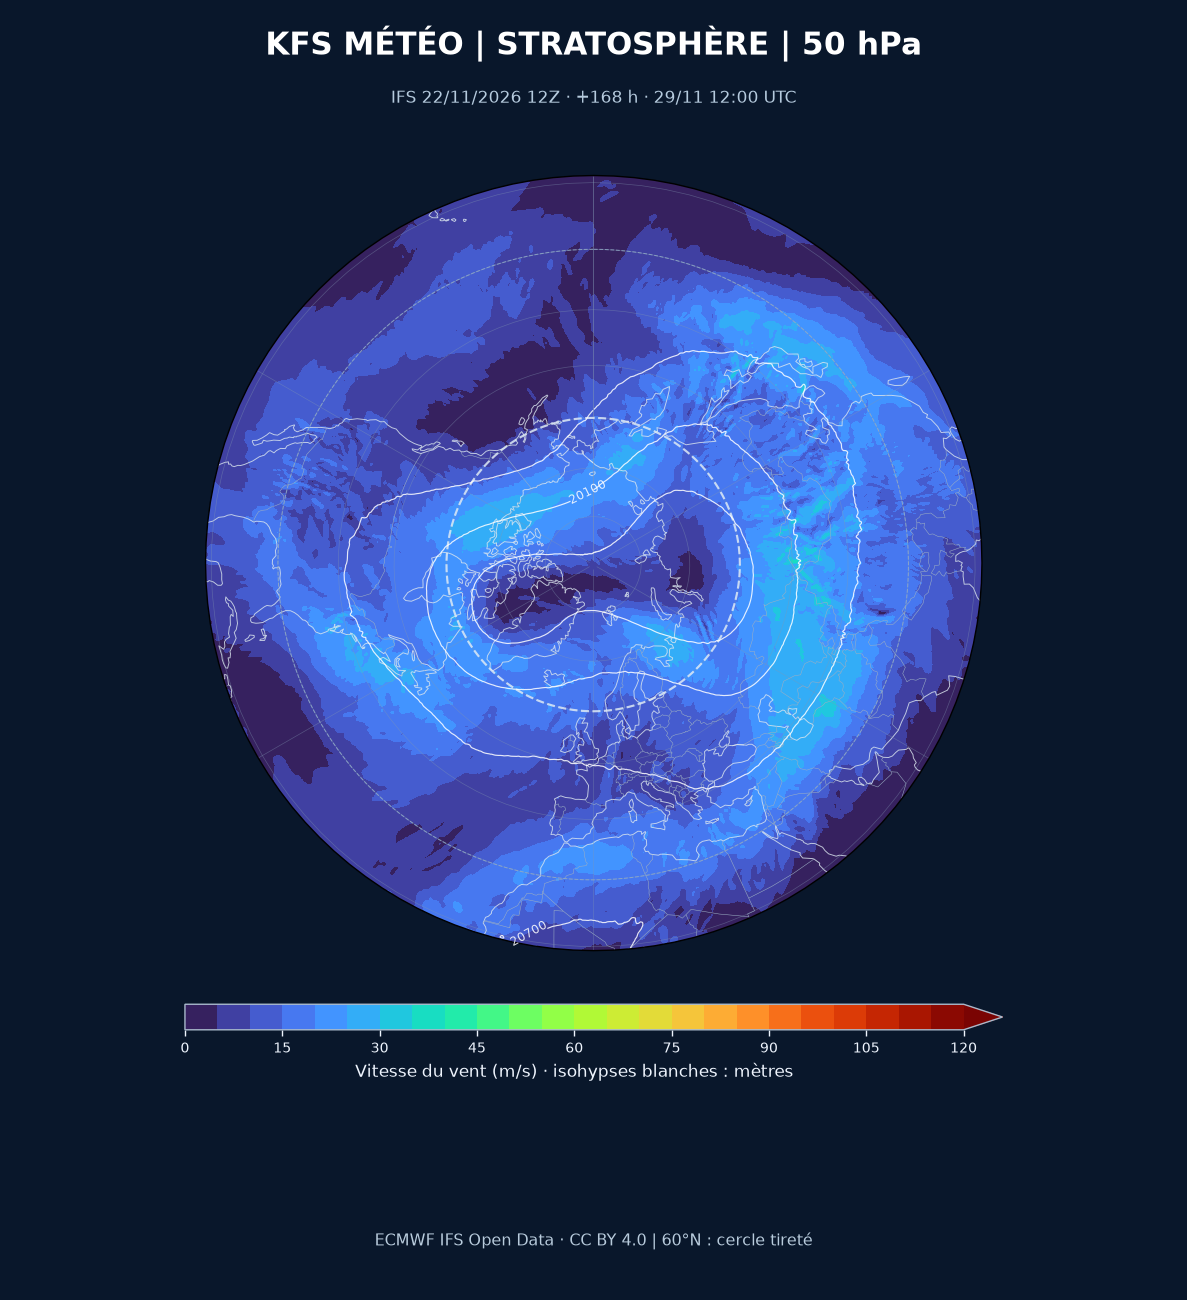 KFS MÉTÉO | STRATOSPHÈRE | 50 hPa
IFS 22/11/2026 12Z · +168 h · 29/11 12:00 UTC
20100
20700
0 15 30 45 60 75 90 105 120
Vitesse du vent (m/s) · isohypses blanches : mètres
ECMWF IFS Open Data · CC BY 4.0 | 60°N : cercle tireté